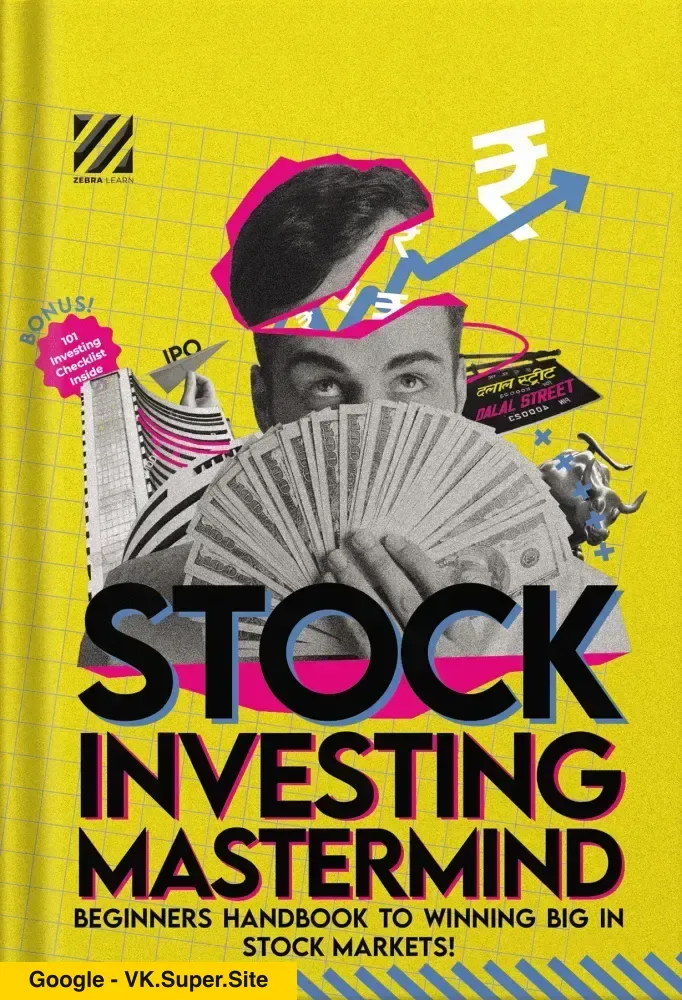 ZEBRA LEARN
₹
BONUS!
101
Investing
Checklist
Inside
IPO
दलाल स्ट्रीट
DALAL STREET
STOCK
INVESTING
MASTERMIND
BEGINNERS HANDBOOK TO WINNING BIG IN
STOCK MARKETS!
Google - VK.Super.Site